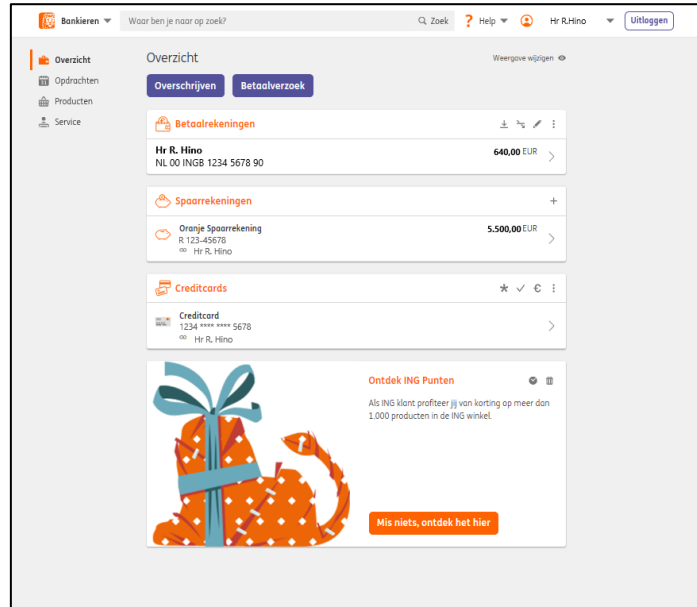 Bankieren
Waar ben je naar op zoek?
Zoek
? Help
Hr R.Hino
Uitloggen
Overzicht
Opdrachten
Producten
Service
Overzicht
Weergave wijzigen
Overschrijven
Betaalverzoek
Betaalrekeningen
Hr R. Hino
640,00 EUR
NL 00 INGB 1234 5678 90
Spaarrekeningen
+
Oranje Spaarrekening
5.500,00 EUR
R 123-45678
Hr R. Hino
Creditcards
€
Creditcard
1234 **** **** 5678
Hr R. Hino
Ontdek ING Punten
Als ING klant profiteer jij van korting op meer dan
1.000 producten in de ING winkel.
Mis niets, ontdek het hier